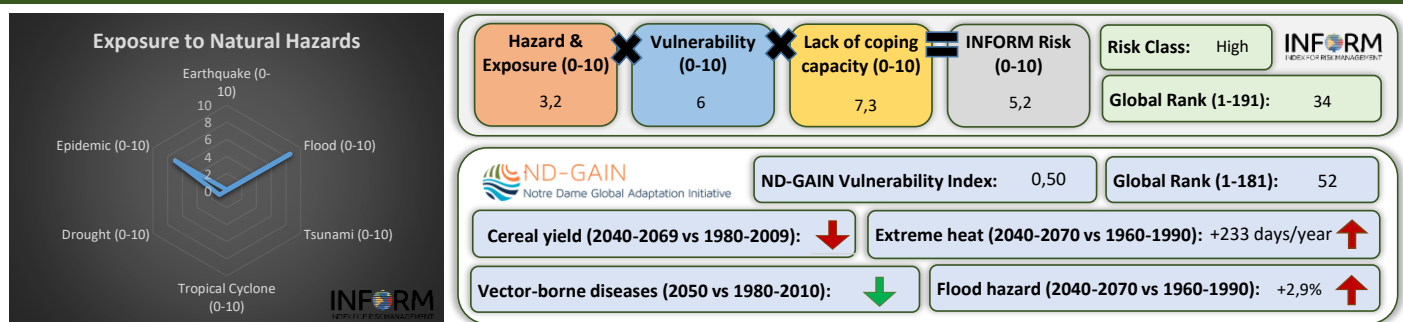 Exposure to Natural Hazards
Earthquake (0-
10)
10
8
6
4
2
0
Epidemic (0-10)
Flood (0-10)
Drought (0-10)
Tsunami (0-10)
Tropical Cyclone
(0-10)
INFORM
INDEX FOR RISK MANAGEMENT
Hazard &
Exposure (0-10)
3,2
Vulnerability
(0-10)
6
Lack of coping
capacity (0-10)
7,3
INFORM Risk
(0-10)
5,2
Risk Class: High
INFORM
INDEX FOR RISK MANAGEMENT
Global Rank (1-191): 34
ND-GAIN
Notre Dame Global Adaptation Initiative
ND-GAIN Vulnerability Index: 0,50
Global Rank (1-181): 52
Cereal yield (2040-2069 vs 1980-2009):
Extreme heat (2040-2070 vs 1960-1990): +233 days/year
Vector-borne diseases (2050 vs 1980-2010):
Flood hazard (2040-2070 vs 1960-1990): +2,9%